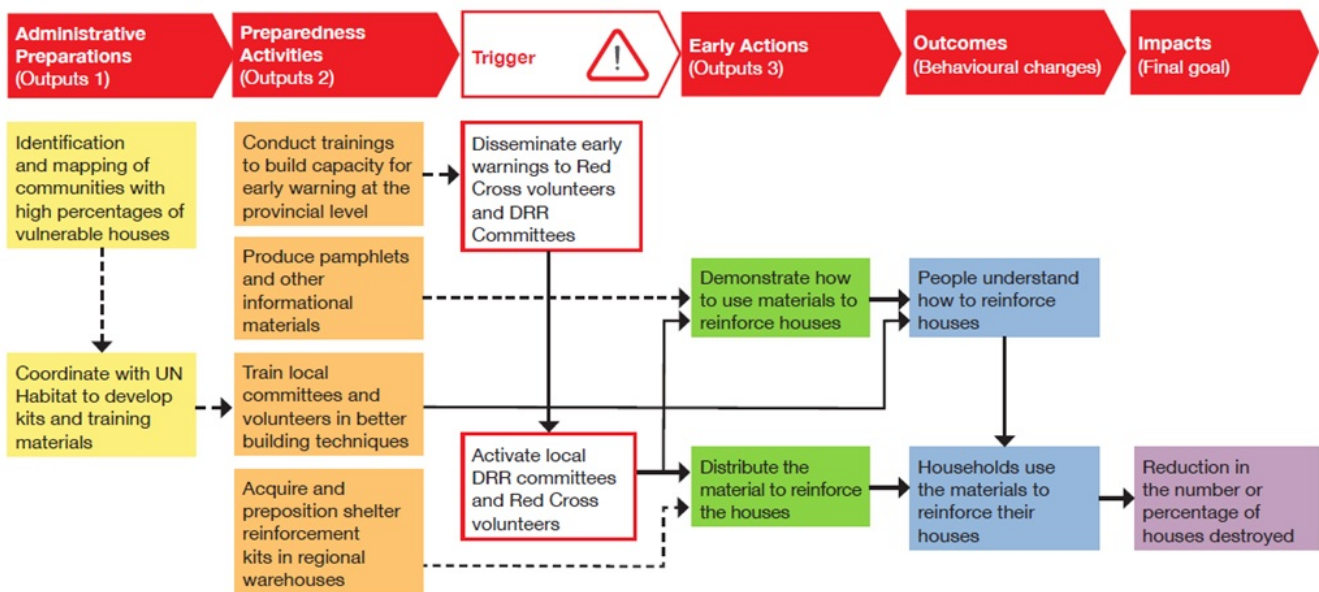 Administrative
Preparations
(Outputs 1)
Preparedness
Activities
(Outputs 2)
Trigger
!
Early Actions
(Outputs 3)
Outcomes
(Behavioural changes)
Impacts
(Final goal)
Identification
and mapping of
communities with
high percentages of
vulnerable houses
Coordinate with UN
Habitat to develop
kits and training
materials
Conduct trainings
to build capacity for
early warning at the
provincial level
Produce pamphlets
and other
informational
materials
Train local
committees and
volunteers in better
building techniques
Acquire and
preposition shelter
reinforcement
kits in regional
warehouses
Disseminate early
warnings to Red
Cross volunteers
and DRR
Committees
Activate local
DRR committees
and Red Cross
volunteers
Demonstrate how
to use materials to
reinforce houses
Distribute the
material to reinforce
the houses
People understand
how to reinforce
houses
Households use
the materials to
reinforce their
houses
Reduction in
the number or
percentage of
houses destroyed